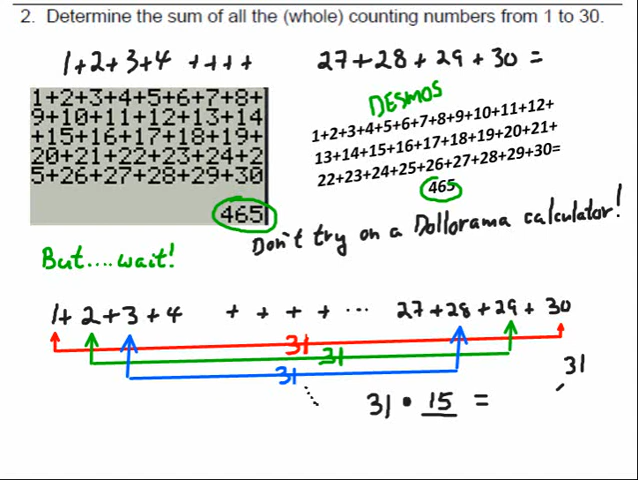 2. Determine the sum of all the (whole) counting numbers from 1 to 30.
1+2+3+4 ++++ 27+28+29+30=
1+2+3+4+5+6+7+8+
9+10+11+12+13+14
+15+16+17+18+19+
20+21+22+23+24+2
5+26+27+28+29+30
465
DESMOS
1+2+3+4+5+6+7+8+9+10+11+12+
13+14+15+16+17+18+19+20+21+
22+23+24+25+26+27+28+29+30=
465
Don't try on a Dollorama calculator!
But....wait!
1+2+3+4 + + + + ... 27+28+29+30
31
31
31
31 • 15 =
31